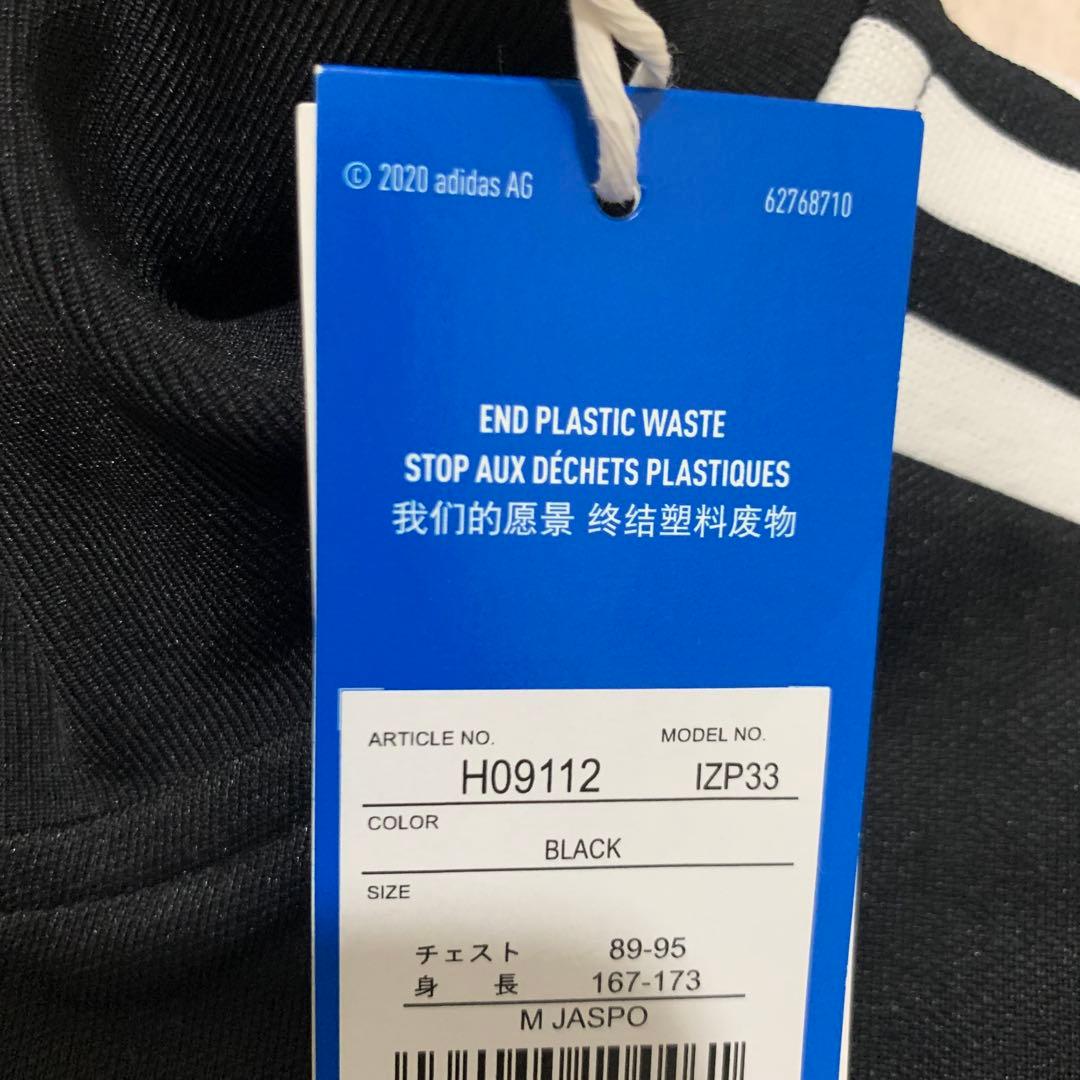 © 2020 adidas AG 62768710
END PLASTIC WASTE
STOP AUX DÉCHETS PLASTIQUES
我们的愿景 终结塑料废物
ARTICLE NO. MODEL NO.
H09112 IZP33
COLOR
BLACK
SIZE
チェスト 89-95
身 長 167-173
M JASPO